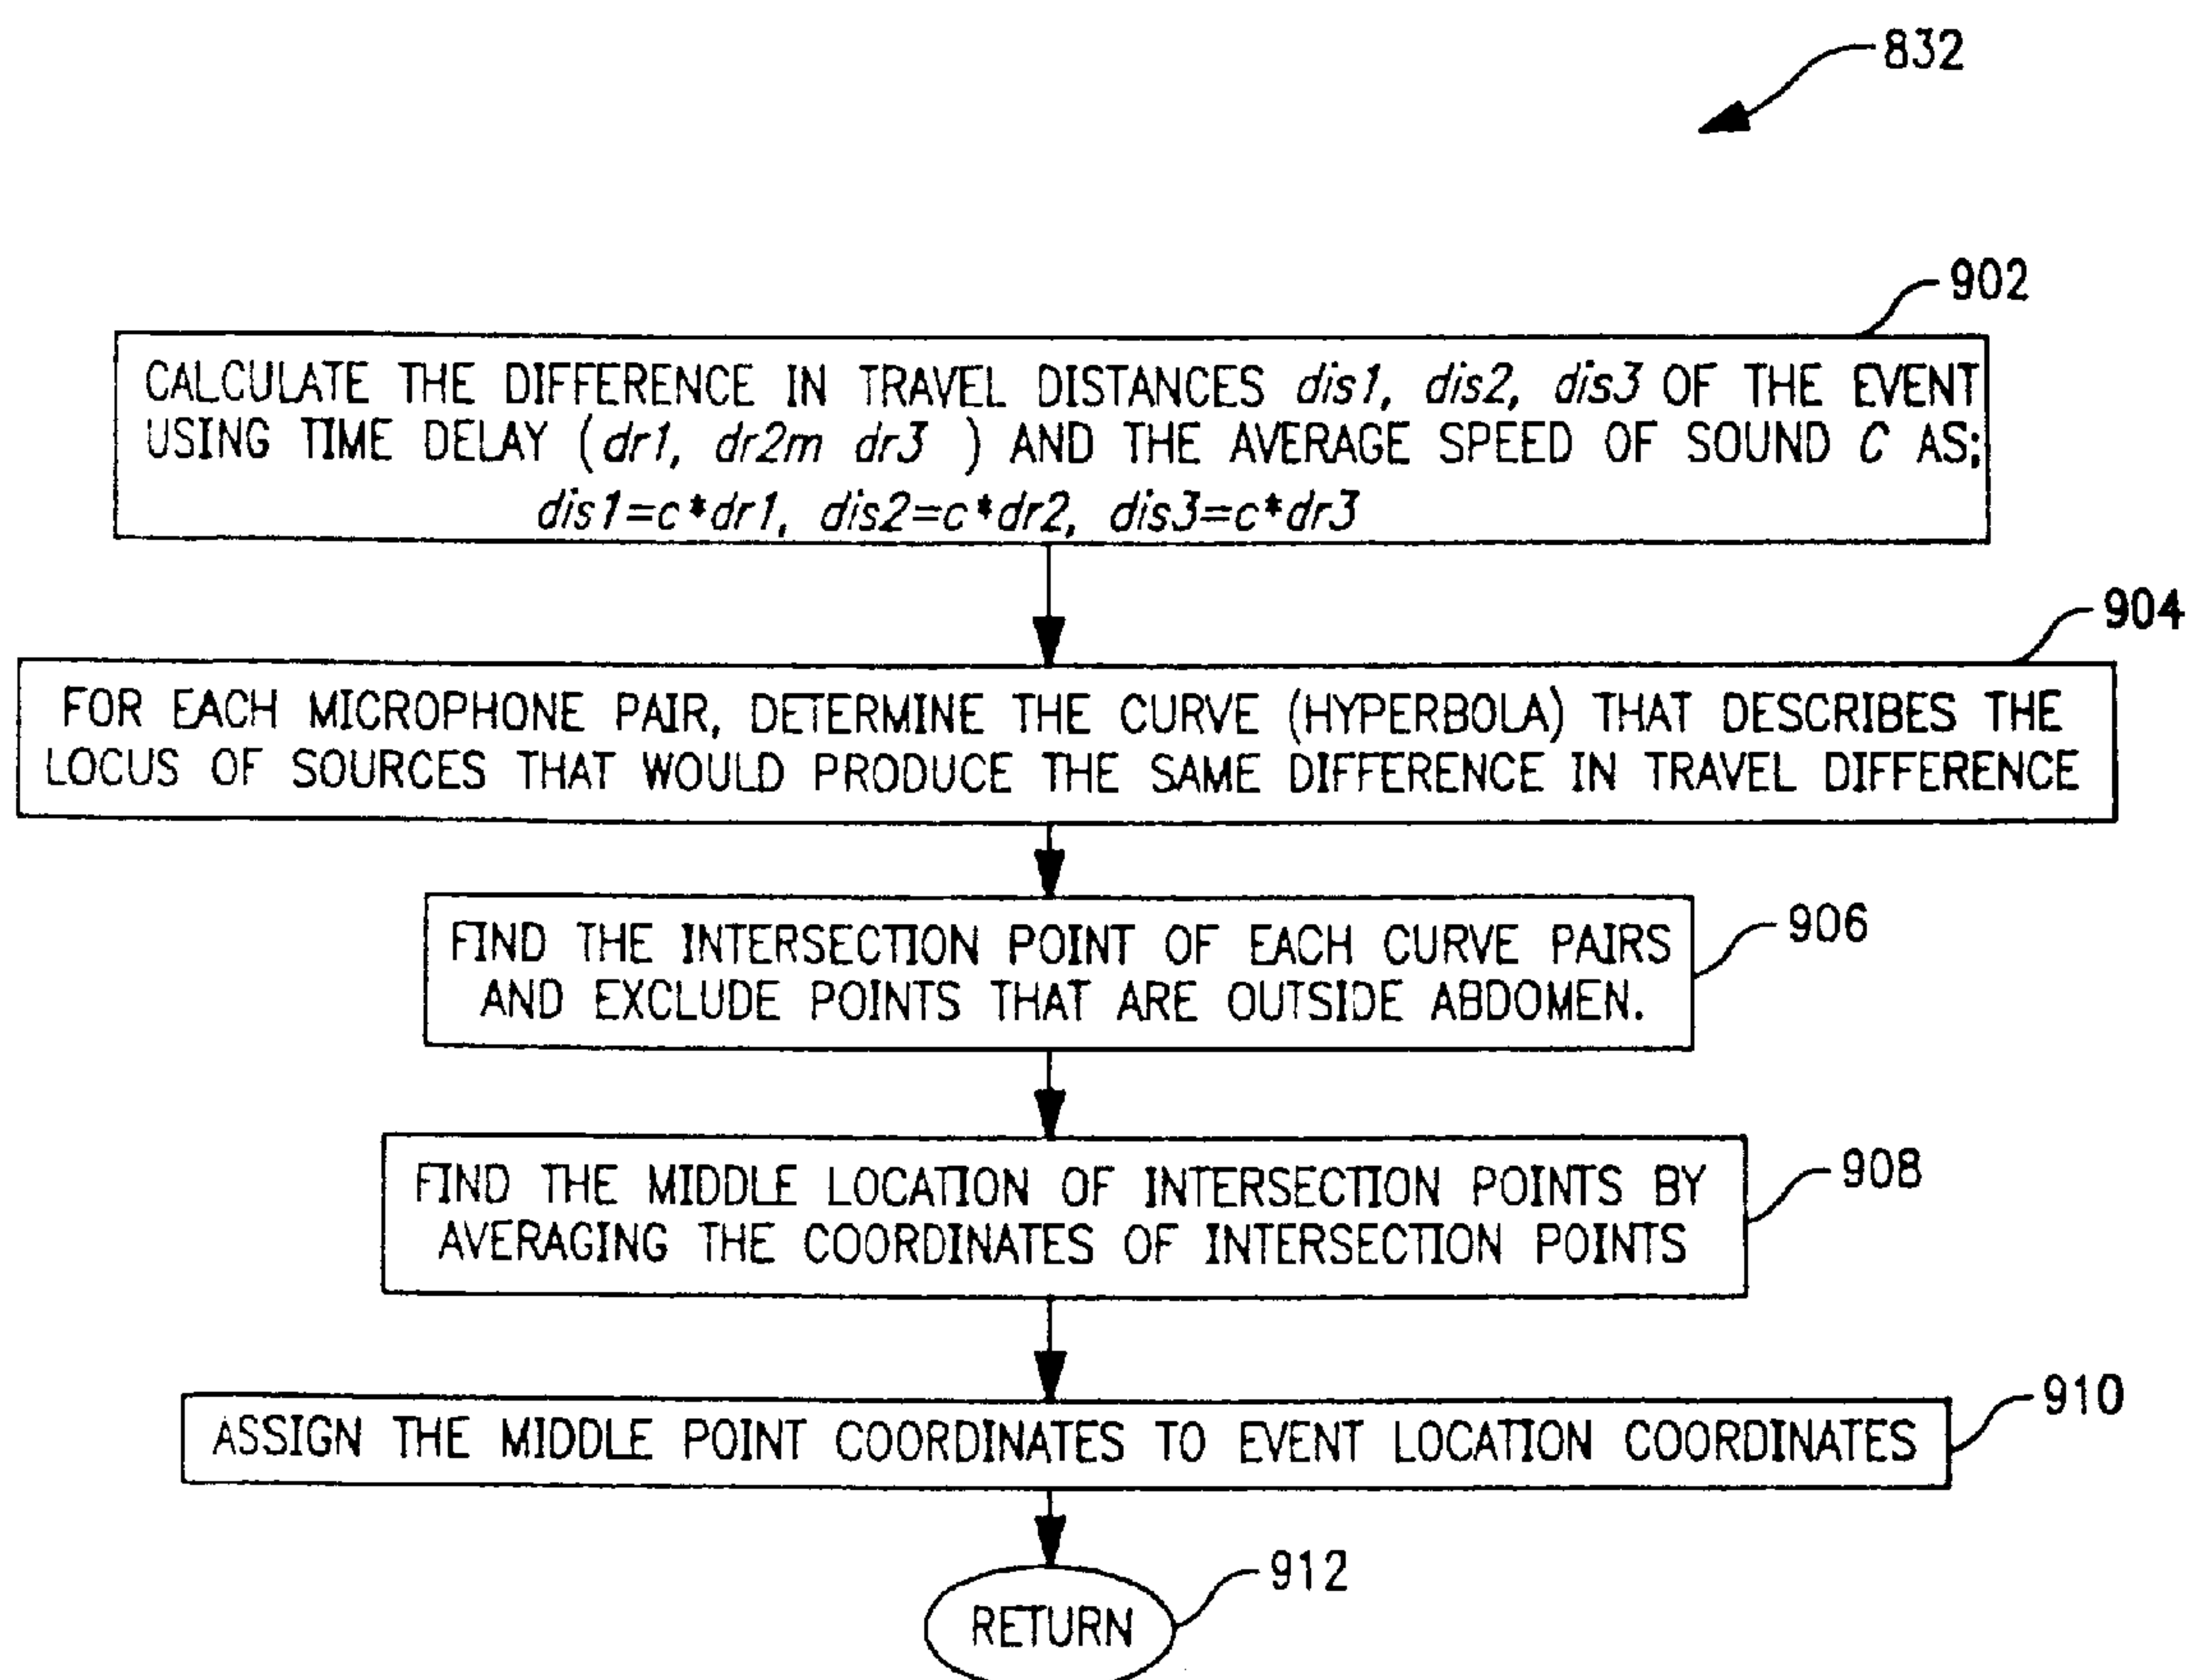 832
902
CALCULATE THE DIFFERENCE IN TRAVEL DISTANCES dis1, dis2, dis3 OF THE EVENT
USING TIME DELAY (dr1, dr2m dr3 ) AND THE AVERAGE SPEED OF SOUND C AS;
dis1=c*dr1, dis2=c*dr2, dis3=c*dr3
904
FOR EACH MICROPHONE PAIR, DETERMINE THE CURVE (HYPERBOLA) THAT DESCRIBES THE
LOCUS OF SOURCES THAT WOULD PRODUCE THE SAME DIFFERENCE IN TRAVEL DIFFERENCE
906
FIND THE INTERSECTION POINT OF EACH CURVE PAIRS
AND EXCLUDE POINTS THAT ARE OUTSIDE ABDOMEN.
908
FIND THE MIDDLE LOCATION OF INTERSECTION POINTS BY
AVERAGING THE COORDINATES OF INTERSECTION POINTS
910
ASSIGN THE MIDDLE POINT COORDINATES TO EVENT LOCATION COORDINATES
912
RETURN